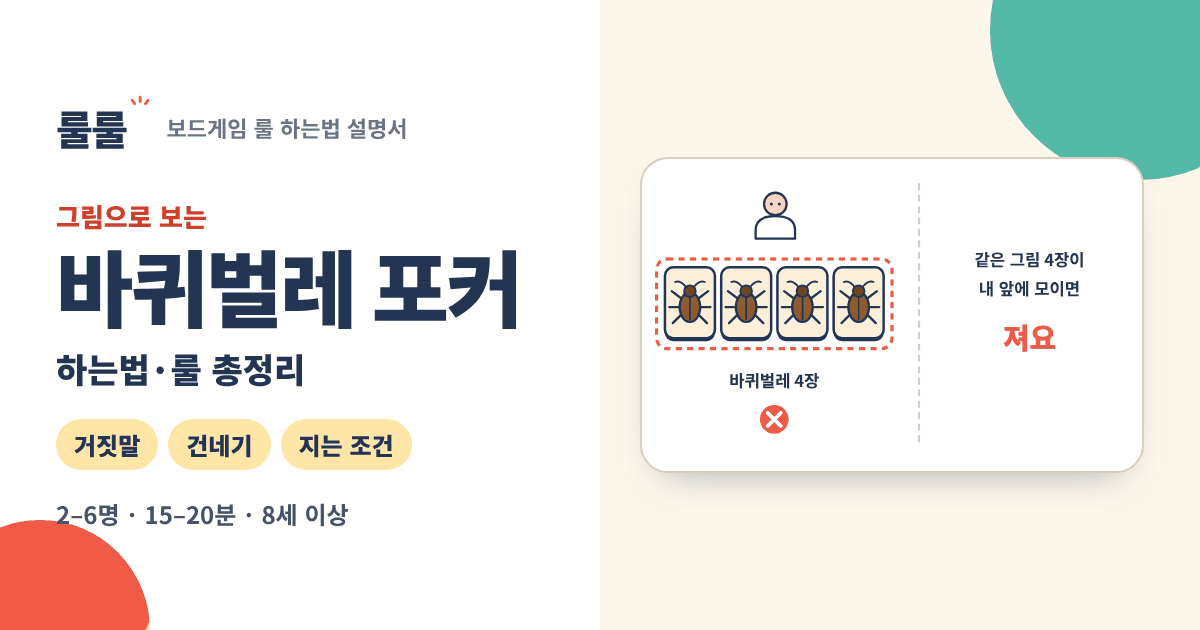 룰룰
보드게임 룰 하는법 설명서
그림으로 보는
바퀴벌레 포커
하는법·룰 총정리
거짓말
건네기
지는 조건
2–6명 · 15–20분 · 8세 이상
바퀴벌레 4장
같은 그림 4장이
내 앞에 모이면
져요